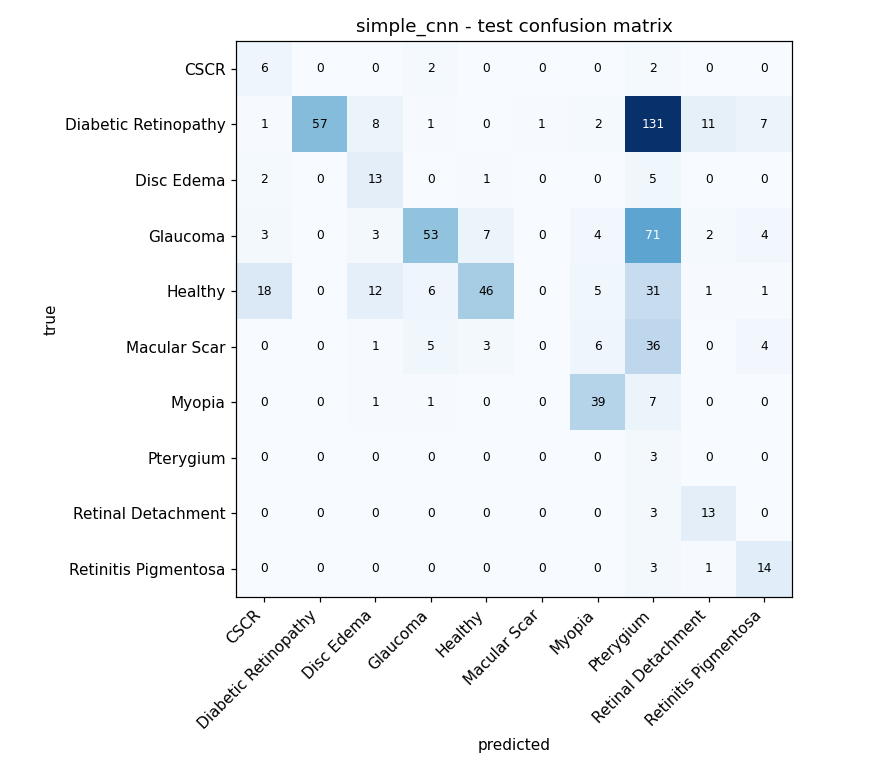 simple_cnn - test confusion matrix
CSCR 6 0 0 2 0 0 0 2 0 0
Diabetic Retinopathy 1 57 8 1 0 1 2 131 11 7
Disc Edema 2 0 13 0 1 0 0 5 0 0
Glaucoma 3 0 3 53 7 0 4 71 2 4
Healthy 18 0 12 6 46 0 5 31 1 1
Macular Scar 0 0 1 5 3 0 6 36 0 4
Myopia 0 0 1 1 0 0 39 7 0 0
Pterygium 0 0 0 0 0 0 0 3 0 0
Retinal Detachment 0 0 0 0 0 0 0 3 13 0
Retinitis Pigmentosa 0 0 0 0 0 0 0 3 1 14
true
CSCR
Diabetic Retinopathy
Disc Edema
Glaucoma
Healthy
Macular Scar
Myopia
Pterygium
Retinal Detachment
Retinitis Pigmentosa
predicted